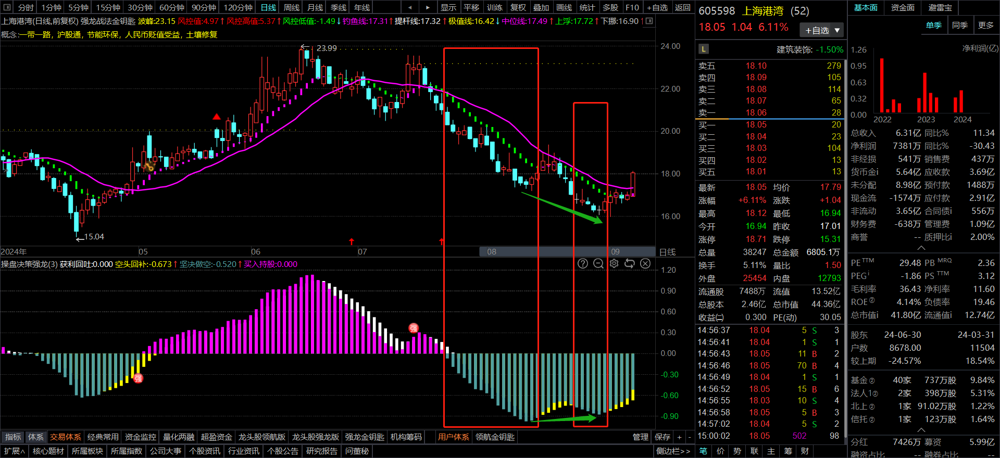 分时 1分钟 5分钟 15分钟 30分钟 60分钟 90分钟 120分钟 日线 周线 月线 季线 年线 显示 平移 训练 复权 叠加 画线 统计 多股 F10 +自选 返回
上海港湾(日线,前复权) 强龙战法金钥匙 波峰:23.15 风控值:4.97↑ 风控高值:5.37↑ 风控低值:-1.49↓ 钓鱼线:17.31↑ 提杆线:17.32↑ 极值线:16.42↓ 中位线:17.49↑ 上浮:17.72↑ 下挪:16.90↑
概念:一带一路，沪股通，节能环保，人民币贬值受益，土壤修复
24.00
22.00
20.00
18.00
16.00
23.99
15.04
2024年 05 06 07 08 09 日线
操盘决策强龙(3) 获利回吐:0.000 空头回补:-0.673↑ 坚决做空:-0.520↑ 买入持股:0.000
1.20
0.90
0.60
0.30
0.00
-0.30
-0.60
-0.90
强
强
指标 体系 交易体系 经典常用 资金监控 量化两融 超盈资金 龙头股领航版 龙头股强龙版 强龙金钥匙 机构筹码 用户体系 领航金钥匙 管理 保存 + -
扩展∧ 核心题材 所属板块 所属指数 公司大事 个股资讯 行业资讯 个股公告 研究报告 问董秘 侧边栏>>
605598 上海港湾 (52)
18.05 1.04 6.11% +自选 ▼
L 建筑装饰: -1.50%
卖五 18.10 279
卖四 18.09 105
卖三 18.08 114
卖二 18.07 65
卖一 18.06 28
买一 18.05 20
买二 18.04 23
买三 18.03 104
买四 18.02 13
买五 18.01 13
最新 18.05 均价 17.79
涨幅 +6.11% 涨跌 +1.04
最高 18.12 最低 16.94
今开 16.94 昨收 17.01
涨停 18.71 跌停 15.31
总量 38247 总金额 6805.1万
换手 5.11% 量比 1.50
外盘 25454 内盘 12793
流通股 7488万 流值 13.52亿
总股本 2.46亿 总市值 44.36亿
收益㈡ 0.300 PE(动) 30.05
14:56:37 18.04 5 S 3
14:56:41 18.04 1 S 1
14:56:43 18.05 11 B 2
14:56:46 18.05 70 B 4
14:56:49 18.04 1 S 1
14:56:52 18.05 15 B 6
14:56:55 18.03 10 S 4
14:56:58 18.05 5 B 3
14:57:02 18.04 5 S 2
15:00:02 18.05 502 98
笔 价 势 联 主 筹 财
基本面 资金面 避雷宝
单季 同季 更多
净利润(亿)
1.26
0.95
0.63
0.32
0.00
2022 2023 2024
总收入 6.31亿 同比% 11.34
净利润 7381万 同比% -30.43
非经损 541万 销售费 437万
货币金i 5.64亿 应收款 3.69亿
未分配 8.98亿 预付款 1488万
现金流 -1574万 应付款 2.91亿
非流动 3.65亿 合同债i 556万
财务费 -638万 管理费 1.09亿
商誉 -- 质押比i 2.00%
PE TTM 29.48 PB MRQ 2.36
PEG i -1.86 PS TTM 3.12
毛利率 36.43 净利率 11.60
ROE② 4.14% 负债率 19.46
总市值i 41.80亿 流通值i 12.74亿
股东 24-06-30 24-03-31
户数 8678.00 11504
较上期 -24.57% 18.54%
基金② 40家 737万股 9.84%
法人1② 2家 398万股 5.31%
北上② 1家 91.02万股 1.22%
信托② 1家 123万股 1.64%
分红 7426万 募资 5.99亿
融资占比 -- 融券占比 --